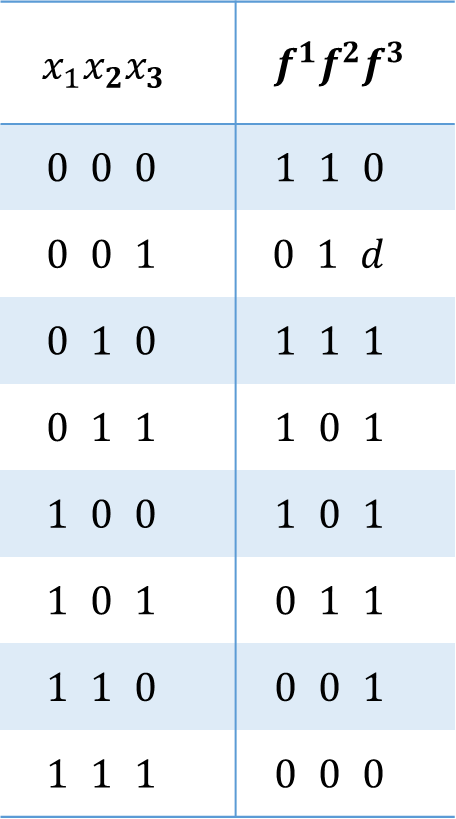 x₁x₂x₃ f¹f²f³
0 0 0 1 1 0
0 0 1 0 1 d
0 1 0 1 1 1
0 1 1 1 0 1
1 0 0 1 0 1
1 0 1 0 1 1
1 1 0 0 0 1
1 1 1 0 0 0